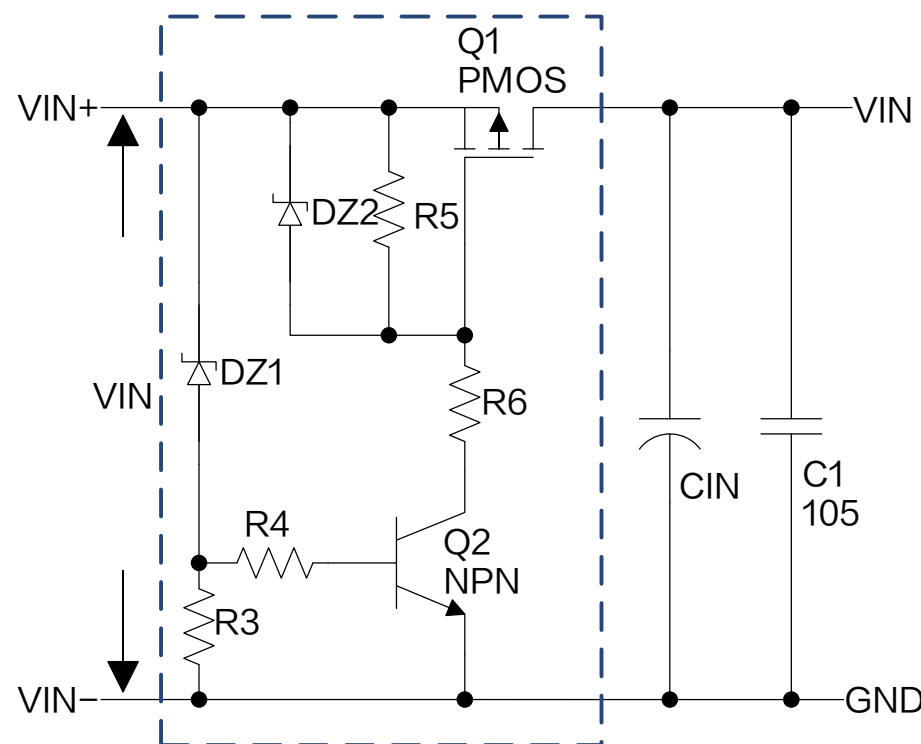 Q1
PMOS
VIN+
VIN
DZ2
R5
DZ1
VIN
R6
CIN
C1
105
R4
Q2
NPN
R3
VIN−
GND